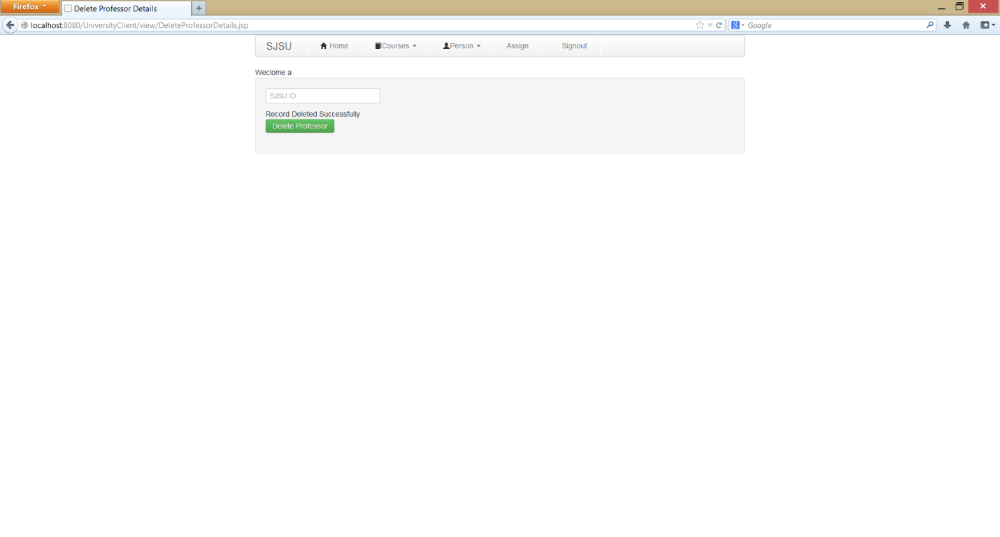 Firefox
Delete Professor Details
localhost:8080/UniversityClient/view/DeleteProfessorDetails.jsp
Google
SJSU Home Courses Person Assign Signout
Weclome a
SJSU ID
Record Deleted Successfully
Delete Professor